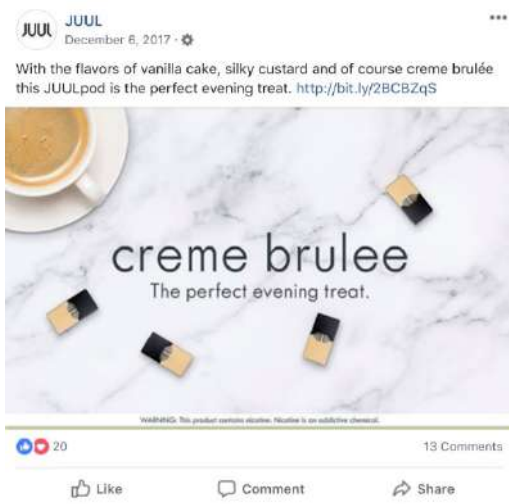 JUUL
JUUL
December 6, 2017 ·
With the flavors of vanilla cake, silky custard and of course creme brulée
this JUULpod is the perfect evening treat. http://bit.ly/2BCBZqS
creme brulee
The perfect evening treat.
WARNING: This product contains nicotine. Nicotine is an addictive chemical.
20
13 Comments
Like
Comment
Share